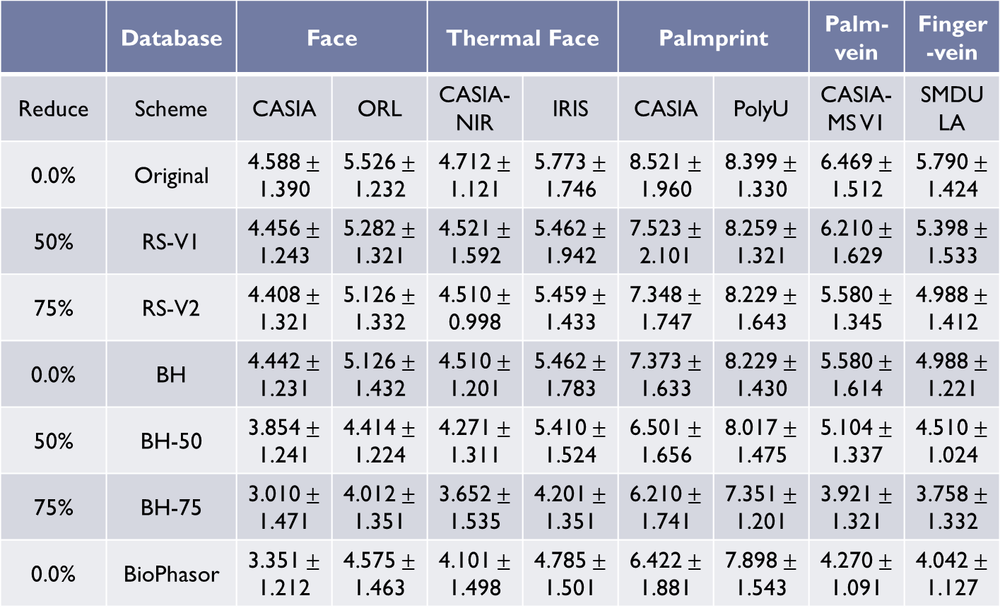 Database Face Thermal Face Palmprint Palm-vein Finger-vein
Reduce Scheme CASIA ORL CASIA-NIR IRIS CASIA PolyU CASIA-MS V1 SMDULA
0.0% Original 4.588 ± 1.390 5.526 ± 1.232 4.712 ± 1.121 5.773 ± 1.746 8.521 ± 1.960 8.399 ± 1.330 6.469 ± 1.512 5.790 ± 1.424
50% RS-V1 4.456 ± 1.243 5.282 ± 1.321 4.521 ± 1.592 5.462 ± 1.942 7.523 ± 2.101 8.259 ± 1.321 6.210 ± 1.629 5.398 ± 1.533
75% RS-V2 4.408 ± 1.321 5.126 ± 1.332 4.510 ± 0.998 5.459 ± 1.433 7.348 ± 1.747 8.229 ± 1.643 5.580 ± 1.345 4.988 ± 1.412
0.0% BH 4.442 ± 1.231 5.126 ± 1.432 4.510 ± 1.201 5.462 ± 1.783 7.373 ± 1.633 8.229 ± 1.430 5.580 ± 1.614 4.988 ± 1.221
50% BH-50 3.854 ± 1.241 4.414 ± 1.224 4.271 ± 1.311 5.410 ± 1.524 6.501 ± 1.656 8.017 ± 1.475 5.104 ± 1.337 4.510 ± 1.024
75% BH-75 3.010 ± 1.471 4.012 ± 1.351 3.652 ± 1.535 4.201 ± 1.351 6.210 ± 1.741 7.351 ± 1.201 3.921 ± 1.321 3.758 ± 1.332
0.0% BioPhasor 3.351 ± 1.212 4.575 ± 1.463 4.101 ± 1.498 4.785 ± 1.501 6.422 ± 1.881 7.898 ± 1.543 4.270 ± 1.091 4.042 ± 1.127